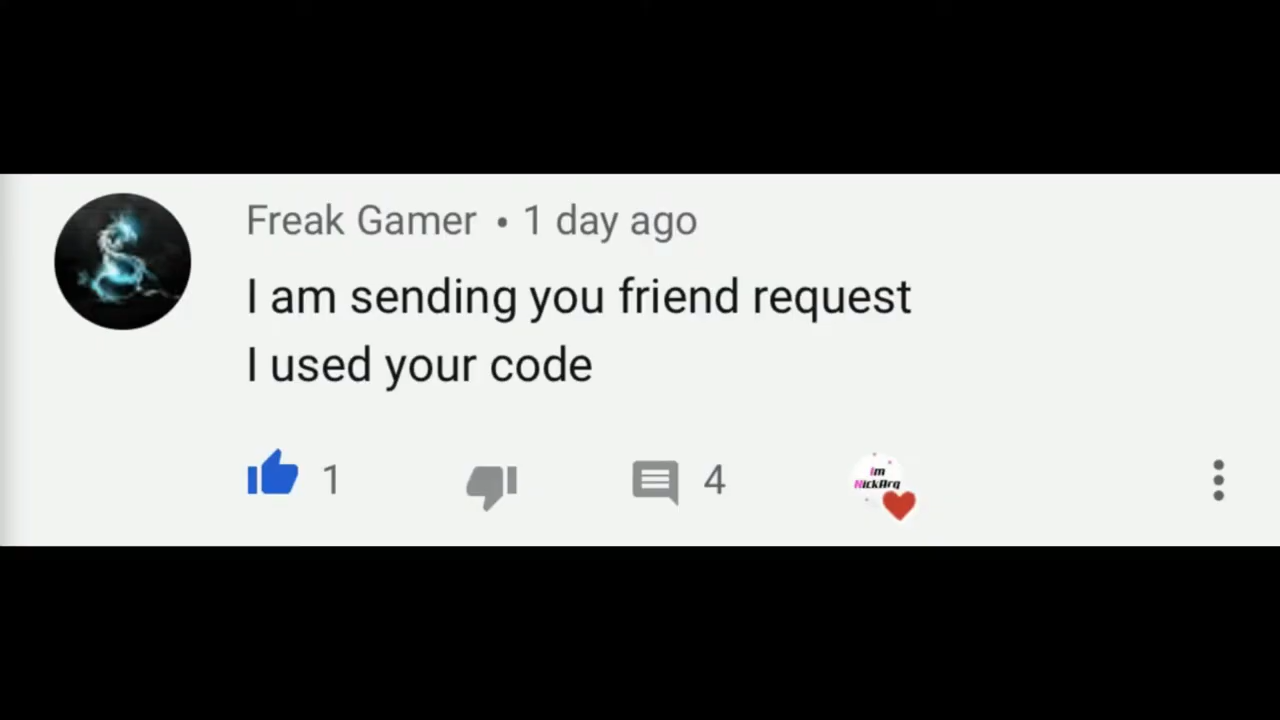 Freak Gamer • 1 day ago
I am sending you friend request
I used your code
1
4
Im
NickArq